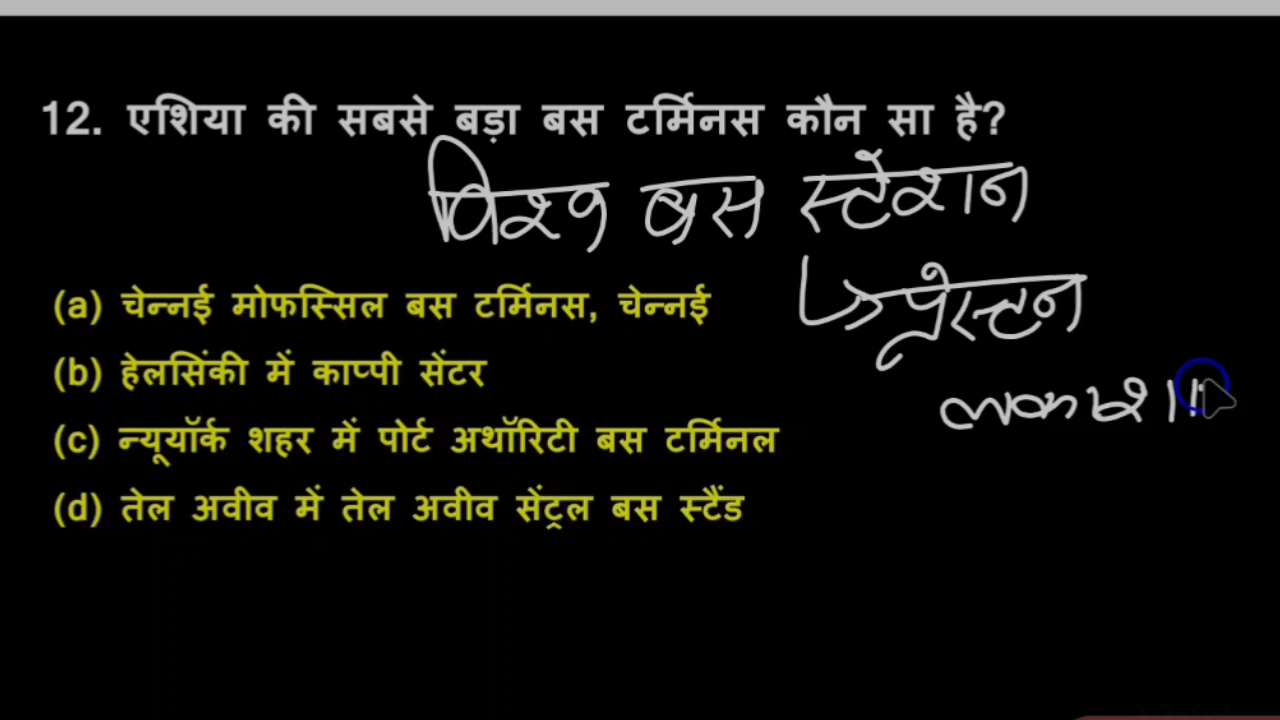 12. एशिया की सबसे बड़ा बस टर्मिनस कौन सा है?
विश्व बस स्टेशन
प्रेस्टन
(a) चेन्नई मोफस्सिल बस टर्मिनस, चेन्नई
(b) हेलसिंकी में काप्पी सेंटर
(c) न्यूयॉर्क शहर में पोर्ट अथॉरिटी बस टर्मिनल
(d) तेल अवीव में तेल अवीव सेंट्रल बस स्टैंड